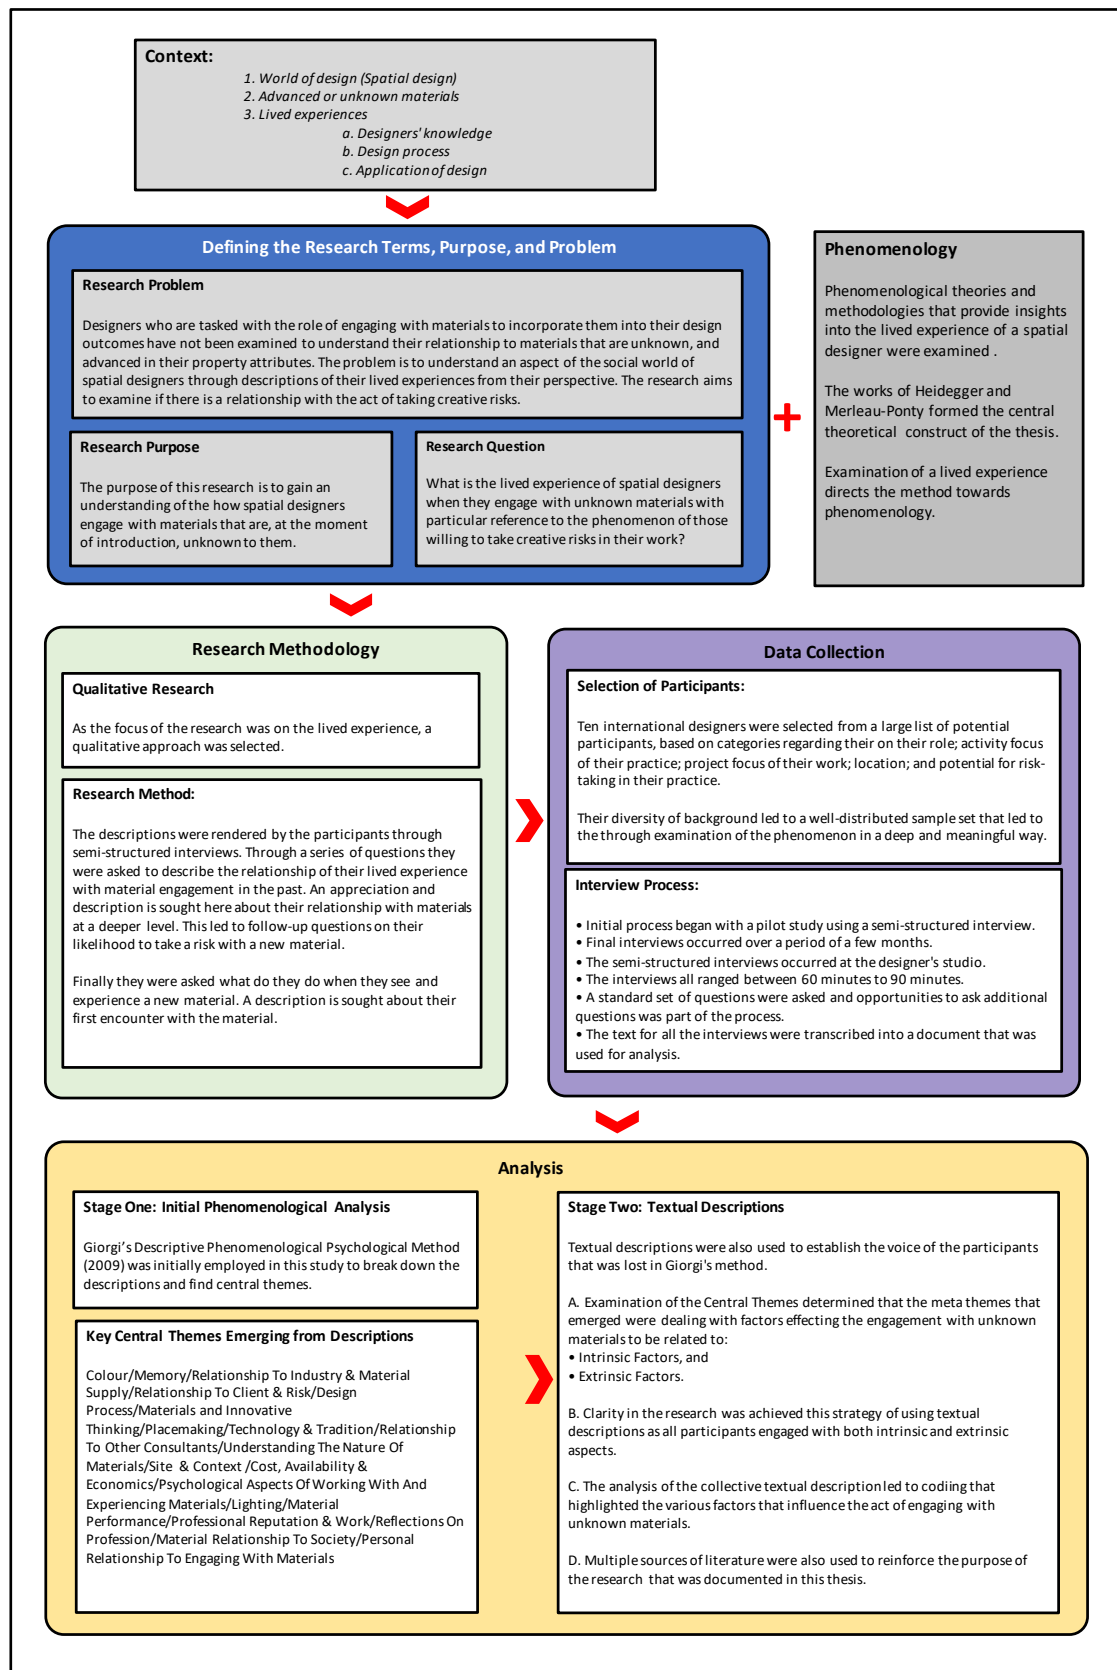 Context:
1. World of design (Spatial design)
2. Advanced or unknown materials
3. Lived experiences
a. Designers' knowledge
b. Design process
c. Application of design
Defining the Research Terms, Purpose, and Problem
Research Problem
Designers who are tasked with the role of engaging with materials to incorporate them into their design
outcomes have not been examined to understand their relationship to materials that are unknown, and
advanced in their property attributes. The problem is to understand an aspect of the social world of
spatial designers through descriptions of their lived experiences from their perspective. The research aims
to examine if there is a relationship with the act of taking creative risks.
Research Purpose
The purpose of this research is to gain an
understanding of the how spatial designers
engage with materials that are, at the moment
of introduction, unknown to them.
Research Question
What is the lived experience of spatial designers
when they engage with unknown materials with
particular reference to the phenomenon of those
willing to take creative risks in their work?
+
Phenomenology
Phenomenological theories and
methodologies that provide insights
into the lived experience of a spatial
designer were examined .
The works of Heidegger and
Merleau-Ponty formed the central
theoretical construct of the thesis.
Examination of a lived experience
directs the method towards
phenomenology.
Research Methodology
Qualitative Research
As the focus of the research was on the lived experience, a
qualitative approach was selected.
Research Method:
The descriptions were rendered by the participants through
semi-structured interviews. Through a series of questions they
were asked to describe the relationship of their lived experience
with material engagement in the past. An appreciation and
description is sought here about their relationship with materials
at a deeper level. This led to follow-up questions on their
likelihood to take a risk with a new material.
Finally they were asked what do they do when they see and
experience a new material. A description is sought about their
first encounter with the material.
Data Collection
Selection of Participants:
Ten international designers were selected from a large list of potential
participants, based on categories regarding their on their role; activity focus
of their practice; project focus of their work; location; and potential for risk-
taking in their practice.
Their diversity of background led to a well-distributed sample set that led to
the through examination of the phenomenon in a deep and meaningful way.
Interview Process:
• Initial process began with a pilot study using a semi-structured interview.
• Final interviews occurred over a period of a few months.
• The semi-structured interviews occurred at the designer's studio.
• The interviews all ranged between 60 minutes to 90 minutes.
• A standard set of questions were asked and opportunities to ask additional
questions was part of the process.
• The text for all the interviews were transcribed into a document that was
used for analysis.
Analysis
Stage One: Initial Phenomenological Analysis
Giorgi's Descriptive Phenomenological Psychological Method
(2009) was initially employed in this study to break down the
descriptions and find central themes.
Key Central Themes Emerging from Descriptions
Colour/Memory/Relationship To Industry & Material
Supply/Relationship To Client & Risk/Design
Process/Materials and Innovative
Thinking/Placemaking/Technology & Tradition/Relationship
To Other Consultants/Understanding The Nature Of
Materials/Site & Context /Cost, Availability &
Economics/Psychological Aspects Of Working With And
Experiencing Materials/Lighting/Material
Performance/Professional Reputation & Work/Reflections On
Profession/Material Relationship To Society/Personal
Relationship To Engaging With Materials
Stage Two: Textual Descriptions
Textual descriptions were also used to establish the voice of the participants
that was lost in Giorgi's method.
A. Examination of the Central Themes determined that the meta themes that
emerged were dealing with factors effecting the engagement with unknown
materials to be related to:
• Intrinsic Factors, and
• Extrinsic Factors.
B. Clarity in the research was achieved this strategy of using textual
descriptions as all participants engaged with both intrinsic and extrinsic
aspects.
C. The analysis of the collective textual description led to codiing that
highlighted the various factors that influence the act of engaging with
unknown materials.
D. Multiple sources of literature were also used to reinforce the purpose of
the research that was documented in this thesis.